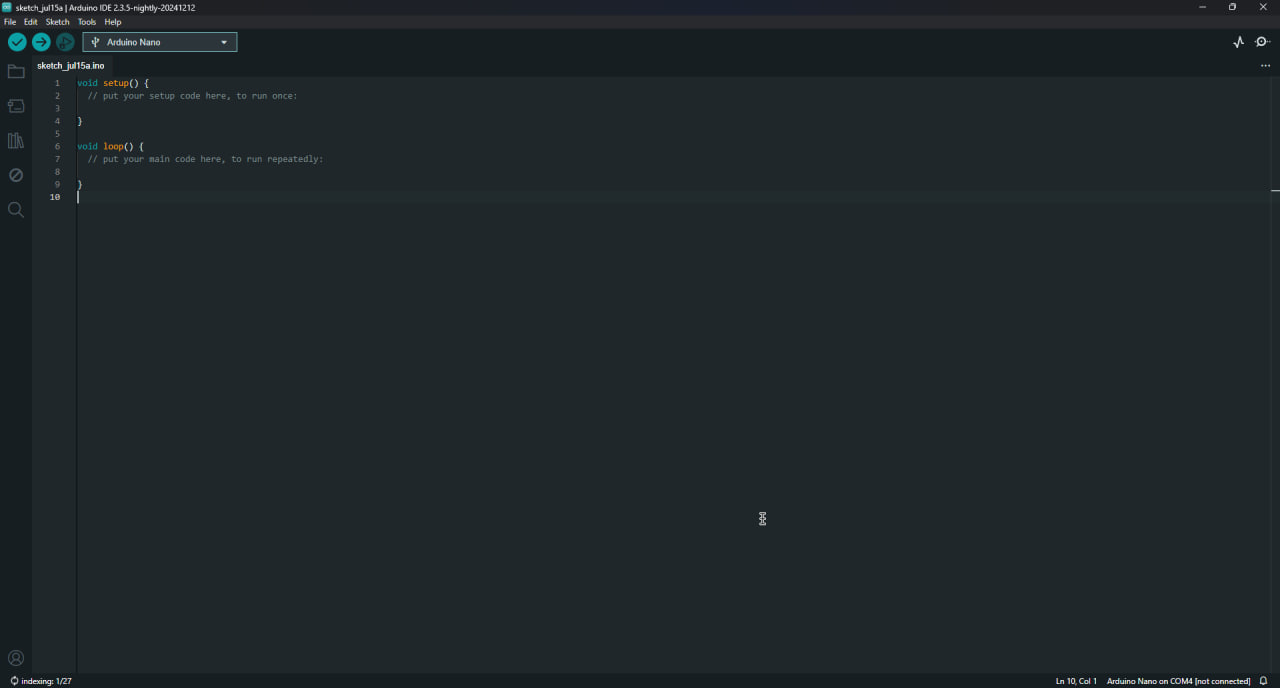 sketch_jul15a | Arduino IDE 2.3.5-nightly-20241212
File Edit Sketch Tools Help
Arduino Nano
sketch_jul15a.ino
1 void setup() {
2 // put your setup code here, to run once:
3
4 }
5
6 void loop() {
7 // put your main code here, to run repeatedly:
8
9 }
10
indexing: 1/27 Ln 10, Col 1 Arduino Nano on COM4 [not connected]